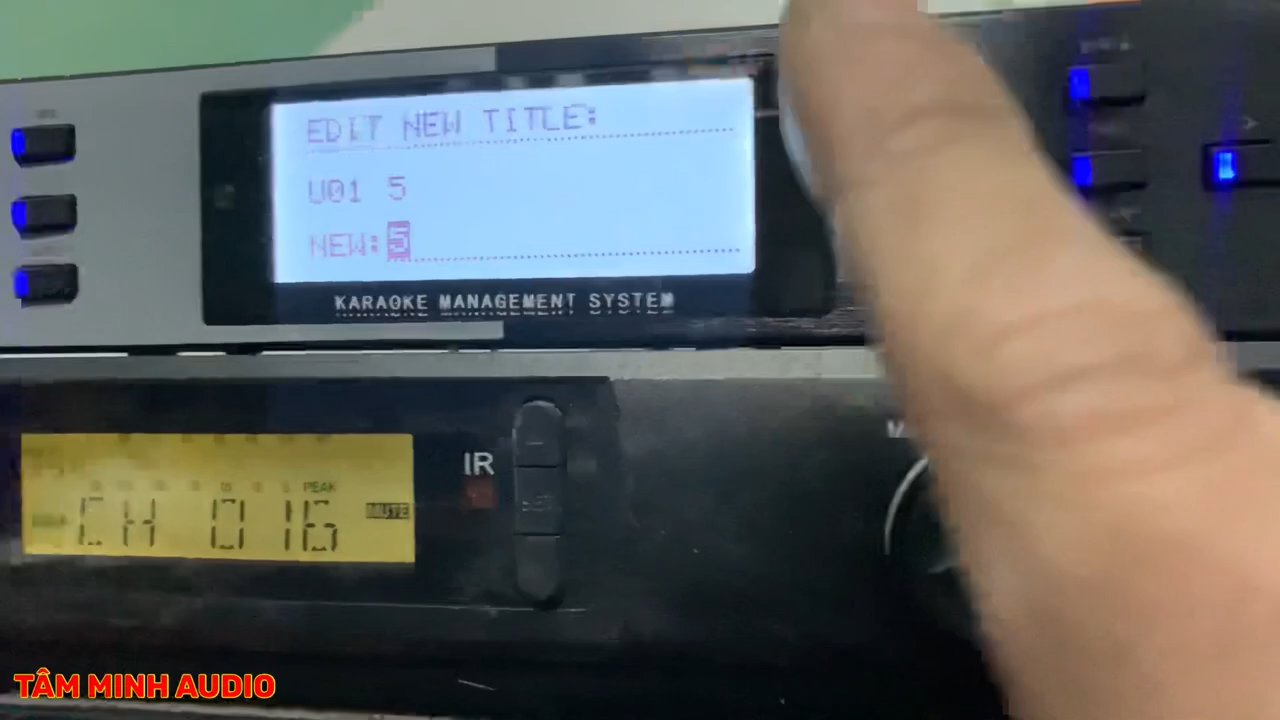 EDIT NEW TITLE:
U01 5
NEW:5
KARAOKE MANAGEMENT SYSTEM
IR
PEAK
CH 016
MUTE
TÂM MINH AUDIO